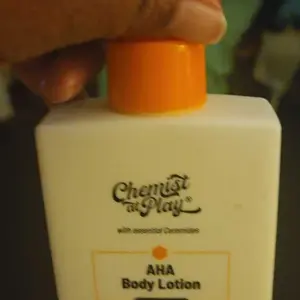 Chemist
at Play®
with essential Ceramides
AHA
Body Lotion